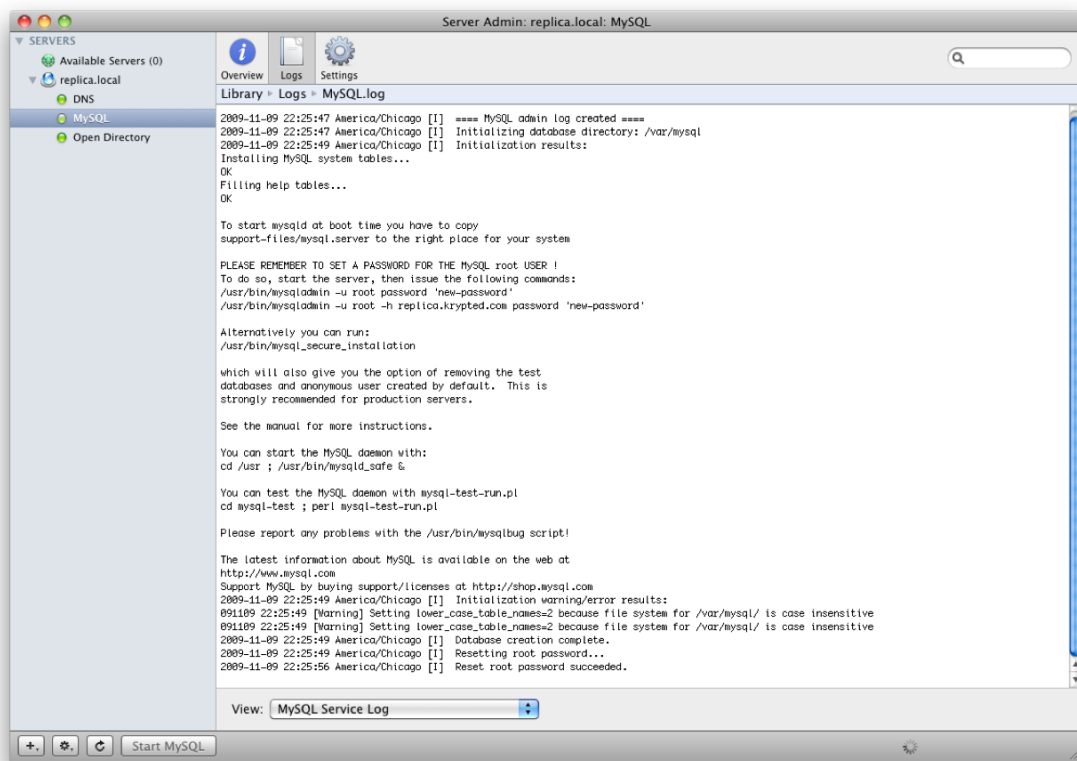 Server Admin: replica.local: MySQL
SERVERS
Available Servers (0)
replica.local
DNS
MySQL
Open Directory
Overview
Logs
Settings
Library Logs MySQL.log
2009-11-09 22:25:47 America/Chicago [I] ==== MySQL admin log created ====
2009-11-09 22:25:47 America/Chicago [I] Initializing database directory: /var/mysql
2009-11-09 22:25:49 America/Chicago [I] Initialization results:
Installing MySQL system tables...
OK
Filling help tables...
OK
To start mysqld at boot time you have to copy
support-files/mysql.server to the right place for your system
PLEASE REMEMBER TO SET A PASSWORD FOR THE MySQL root USER !
To do so, start the server, then issue the following commands:
/usr/bin/mysqladmin -u root password 'new-password'
/usr/bin/mysqladmin -u root -h replica.krypted.com password 'new-password'
Alternatively you can run:
/usr/bin/mysql_secure_installation
which will also give you the option of removing the test
databases and anonymous user created by default. This is
strongly recommended for production servers.
See the manual for more instructions.
You can start the MySQL daemon with:
cd /usr ; /usr/bin/mysqld_safe &
You can test the MySQL daemon with mysql-test-run.pl
cd mysql-test ; perl mysql-test-run.pl
Please report any problems with the /usr/bin/mysqlbug script!
The latest information about MySQL is available on the web at
http://www.mysql.com
Support MySQL by buying support/licenses at http://shop.mysql.com
2009-11-09 22:25:49 America/Chicago [I] Initialization warning/error results:
091109 22:25:49 [Warning] Setting lower_case_table_names=2 because file system for /var/mysql/ is case insensitive
091109 22:25:49 [Warning] Setting lower_case_table_names=2 because file system for /var/mysql/ is case insensitive
2009-11-09 22:25:49 America/Chicago [I] Database creation complete.
2009-11-09 22:25:49 America/Chicago [I] Resetting root password...
2009-11-09 22:25:56 America/Chicago [I] Reset root password succeeded.
View: MySQL Service Log
Start MySQL